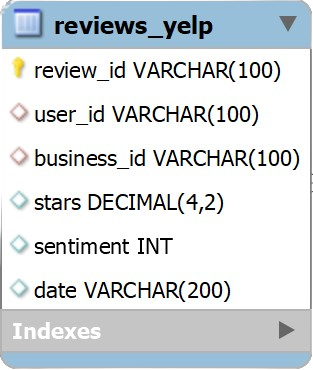 reviews_yelp
review_id VARCHAR(100)
user_id VARCHAR(100)
business_id VARCHAR(100)
stars DECIMAL(4,2)
sentiment INT
date VARCHAR(200)
Indexes